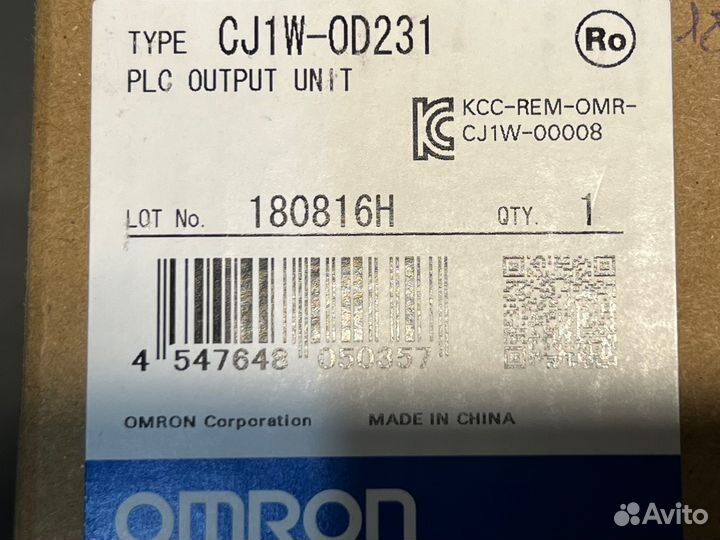 TYPE CJ1W-OD231
Ro
PLC OUTPUT UNIT
KCC-REM-OMR-
CJ1W-00008
LOT No. 180816H QTY. 1
4 547648 050357
OMRON Corporation MADE IN CHINA
OMRON
Avito